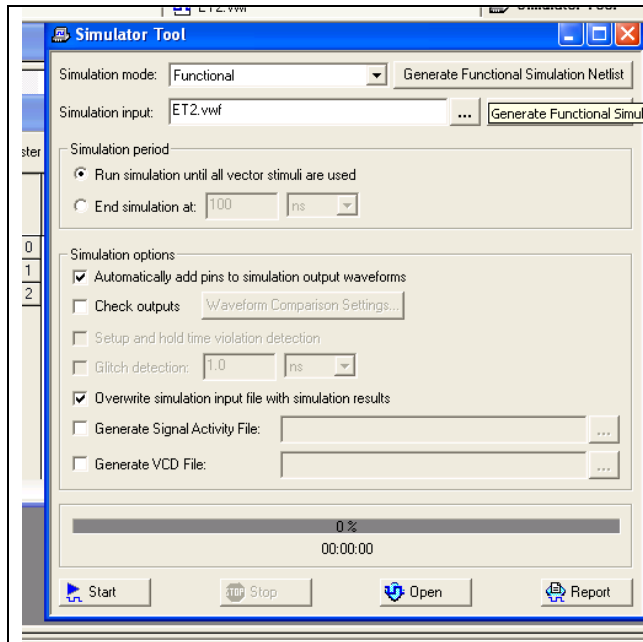 ET2.vwf
Simulator Tool
Simulator Tool
Simulation mode: Functional Generate Functional Simulation Netlist
Simulation input: ET2.vwf ... Generate Functional Simul
ster
Simulation period
Run simulation until all vector stimuli are used
End simulation at: 100 ns
0
Simulation options
1
Automatically add pins to simulation output waveforms
2
Check outputs Waveform Comparison Settings...
Setup and hold time violation detection
Glitch detection: 1.0 ns
Overwrite simulation input file with simulation results
Generate Signal Activity File: ...
Generate VCD File: ...
0 %
00:00:00
Start STOP Stop Open Report